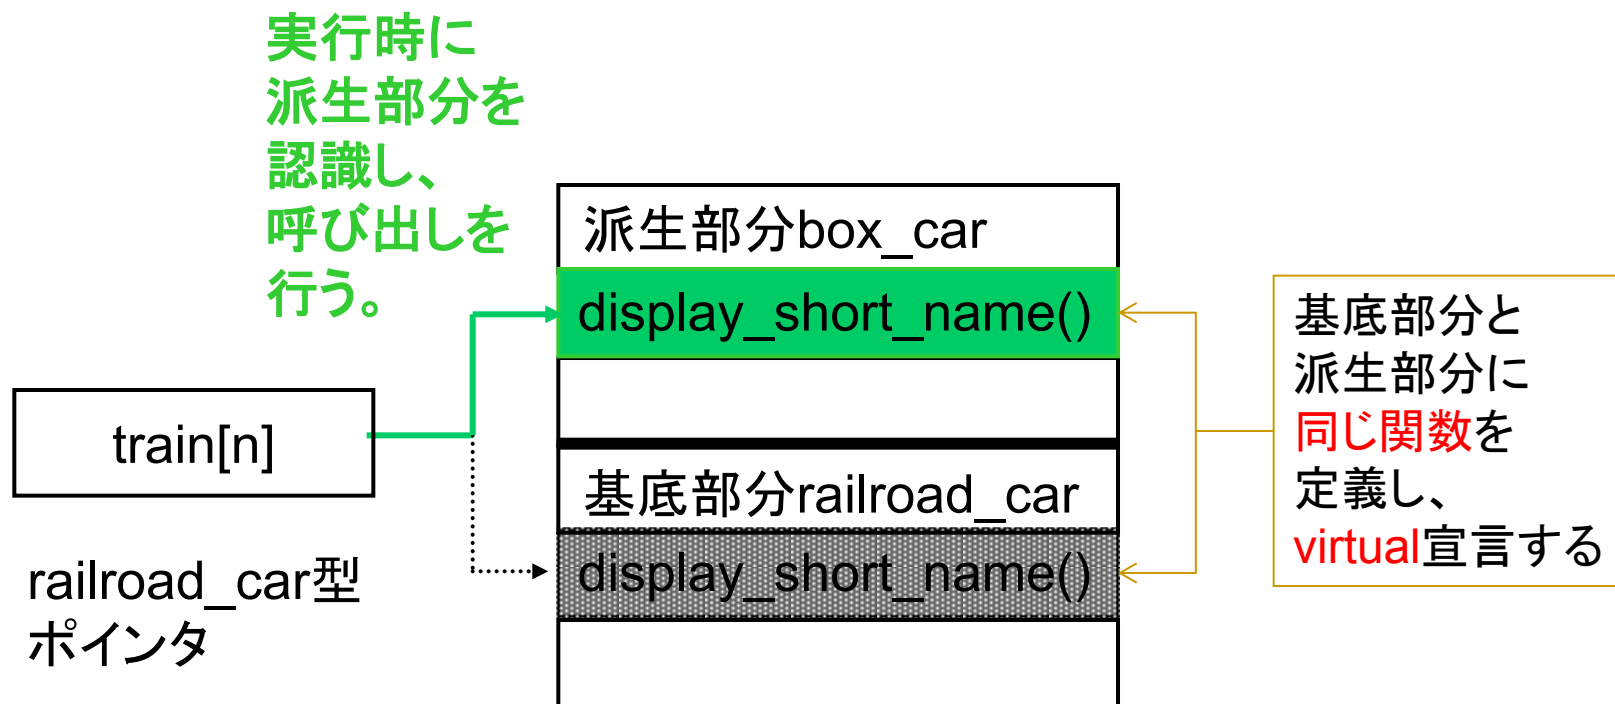 実行時に
派生部分を
認識し、
呼び出しを
行う。
派生部分box_car
display_short_name()
train[n]
railroad_car型
ポインタ
基底部分railroad_car
display_short_name()
基底部分と
派生部分に
同じ関数を
定義し、
virtual宣言する